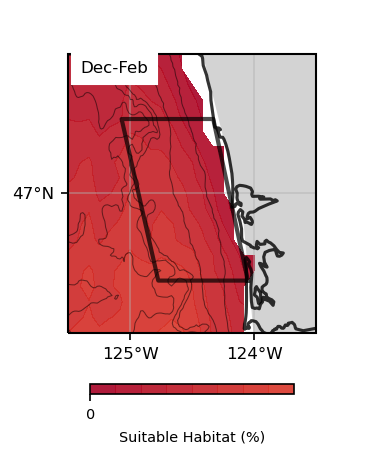 Dec-Feb
47°N
125°W 124°W
0
Suitable Habitat (%)